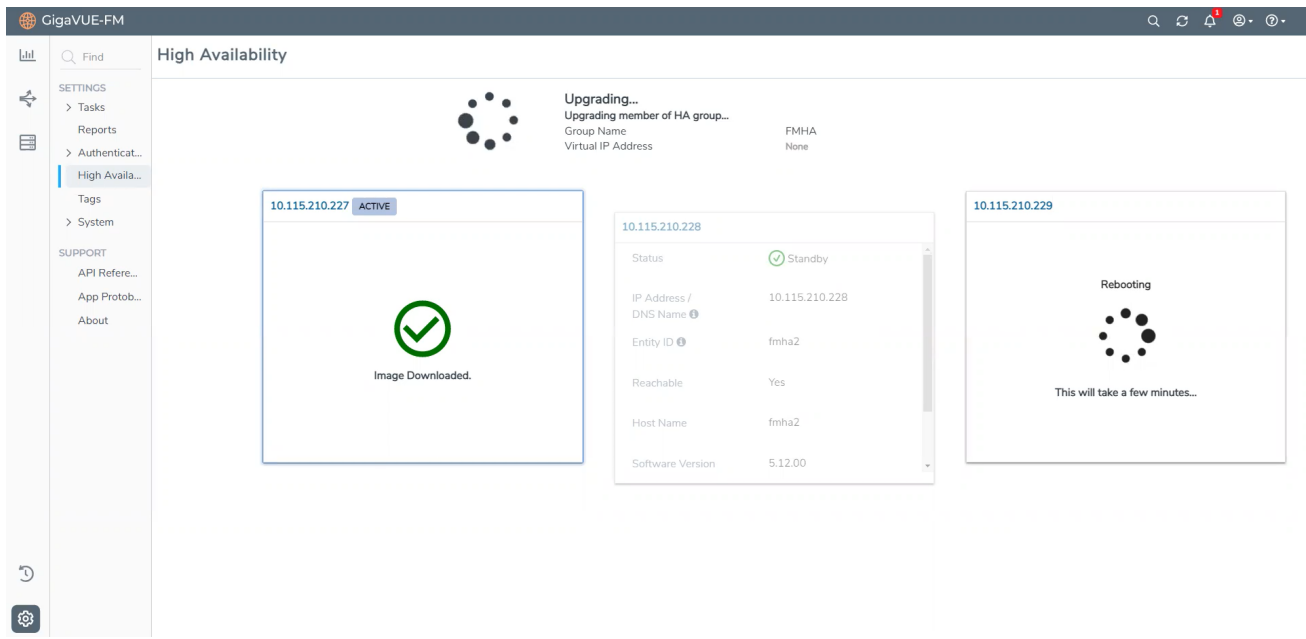 GigaVUE-FM
1
Find
SETTINGS
Tasks
Reports
Authenticat...
High Availa...
Tags
System
SUPPORT
API Refere...
App Protob...
About
High Availability
Upgrading...
Upgrading member of HA group...
Group Name FMHA
Virtual IP Address None
10.115.210.227 ACTIVE
Image Downloaded.
10.115.210.228
Status Standby
IP Address / 10.115.210.228
DNS Name
Entity ID fmha2
Reachable Yes
Host Name fmha2
Software Version 5.12.00
10.115.210.229
Rebooting
This will take a few minutes...